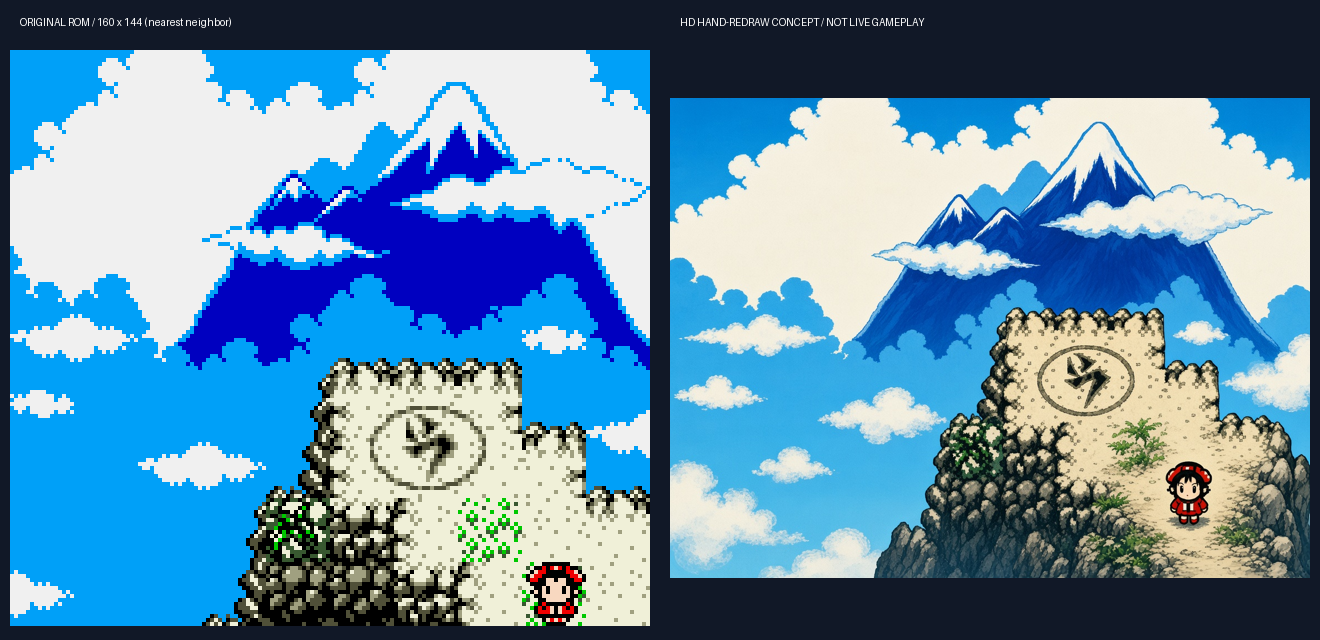 ORIGINAL ROM / 160 x 144 (nearest neighbor)
HD HAND-REDRAW CONCEPT / NOT LIVE GAMEPLAY